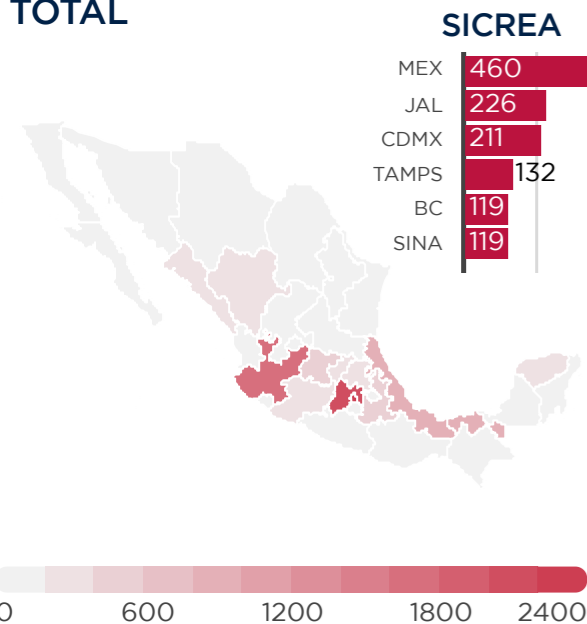 TOTAL
SICREA
MEX 460
JAL 226
CDMX 211
TAMPS 132
BC 119
SINA 119
0 600 1200 1800 2400